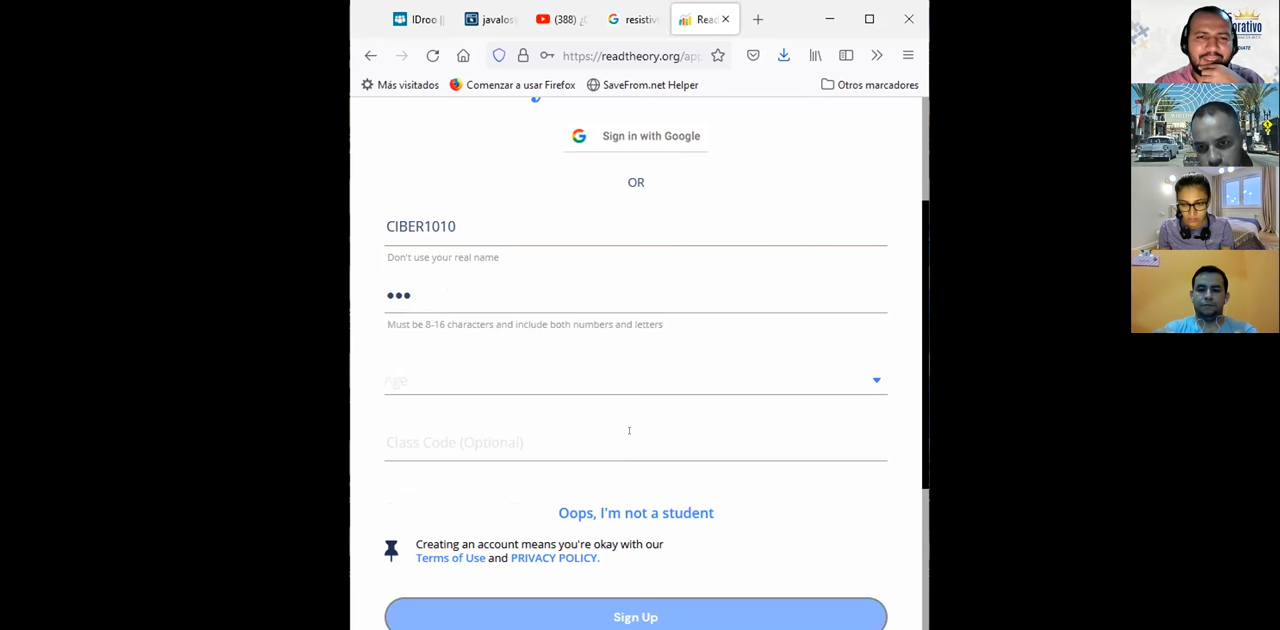 IDroo ||
javalos
(388) ¿
resistiv
Read
https://readtheory.org/app
Más visitados
Comenzar a usar Firefox
SaveFrom.net Helper
Otros marcadores
Sign in with Google
OR
CIBER1010
Don't use your real name
Must be 8-16 characters and include both numbers and letters
Age
Class Code (Optional)
Oops, I'm not a student
Creating an account means you're okay with our
Terms of Use and PRIVACY POLICY.
Sign Up
orativo